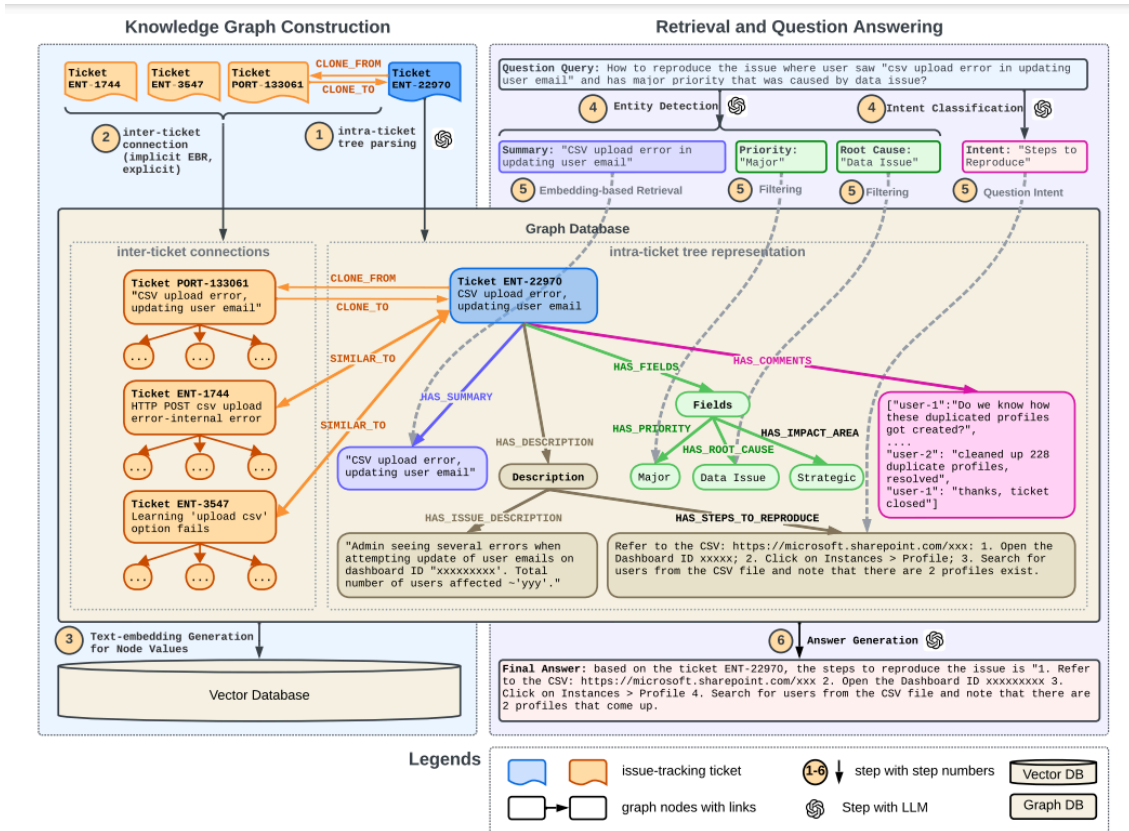 Knowledge Graph Construction
Retrieval and Question Answering
Ticket
ENT-1744
Ticket
ENT-3547
Ticket
PORT-133061
CLONE_FROM
CLONE_TO
Ticket
ENT-22970
2
inter-ticket
connection
(implicit EBR,
explicit)
1
intra-ticket
tree parsing
Question Query: How to reproduce the issue where user saw "csv upload error in updating
user email" and has major priority that was caused by data issue?
4
Entity Detection
4
Intent Classification
Summary: "CSV upload error in
updating user email"
Priority:
"Major"
Root Cause:
"Data Issue"
Intent: "Steps to
Reproduce"
5
Embedding-based Retrieval
5
Filtering
5
Filtering
5
Question Intent
Graph Database
inter-ticket connections
intra-ticket tree representation
Ticket PORT-133061
"CSV upload error,
updating user email"
CLONE_FROM
CLONE_TO
Ticket ENT-22970
CSV upload error,
updating user email
...
...
...
SIMILAR_TO
Ticket ENT-1744
HTTP POST csv upload
error-internal error
...
...
...
SIMILAR_TO
Ticket ENT-3547
Learning 'upload csv'
option fails
...
...
...
HAS_SUMMARY
HAS_DESCRIPTION
HAS_FIELDS
HAS_COMMENTS
"CSV upload error,
updating user email"
Description
Fields
HAS_PRIORITY
HAS_ROOT_CAUSE
HAS_IMPACT_AREA
Major
Data Issue
Strategic
["user-1":"Do we know how
these duplicated profiles
got created?",
....
"user-2": "cleaned up 228
duplicate profiles,
resolved",
"user-1": "thanks, ticket
closed"]
HAS_ISSUE_DESCRIPTION
HAS_STEPS_TO_REPRODUCE
"Admin seeing several errors when
attempting update of user emails on
dashboard ID "xxxxxxxxx'. Total
number of users affected ~'yyy'."
Refer to the CSV: https://microsoft.sharepoint.com/xxx: 1. Open the
Dashboard ID xxxxx; 2. Click on Instances > Profile; 3. Search for
users from the CSV file and note that there are 2 profiles exist.
3
Text-embedding Generation
for Node Values
Vector Database
6
Answer Generation
Final Answer: based on the ticket ENT-22970, the steps to reproduce the issue is "1. Refer
to the CSV: https://microsoft.sharepoint.com/xxx 2. Open the Dashboard ID xxxxxxxxx 3.
Click on Instances > Profile 4. Search for users from the CSV file and note that there are
2 profiles that come up.
Legends
issue-tracking ticket
1-6
step with step numbers
Vector DB
graph nodes with links
Step with LLM
Graph DB